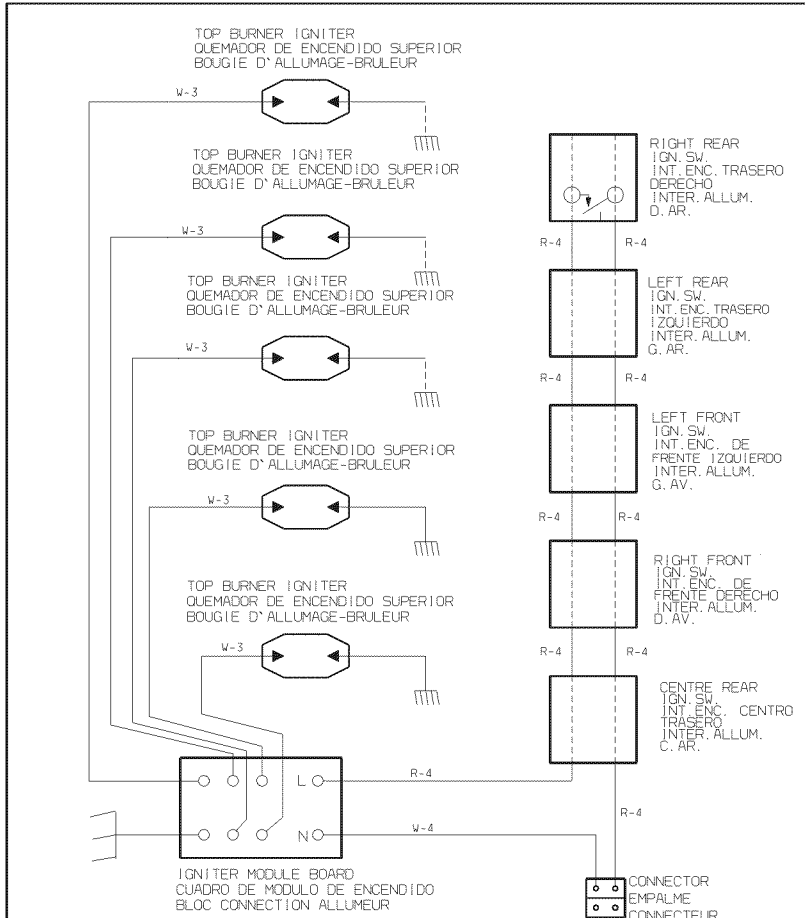 TOP BURNER IGNITER
QUEMADOR DE ENCENDIDO SUPERIOR
BOUGIE D`ALLUMAGE-BRULEUR
W-3
TOP BURNER IGNITER
QUEMADOR DE ENCENDIDO SUPERIOR
BOUGIE D`ALLUMAGE-BRULEUR
W-3
TOP BURNER IGNITER
QUEMADOR DE ENCENDIDO SUPERIOR
BOUGIE D`ALLUMAGE-BRULEUR
W-3
TOP BURNER IGNITER
QUEMADOR DE ENCENDIDO SUPERIOR
BOUGIE D`ALLUMAGE-BRULEUR
W-3
TOP BURNER IGNITER
QUEMADOR DE ENCENDIDO SUPERIOR
BOUGIE D`ALLUMAGE-BRULEUR
W-3
RIGHT REAR
IGN.SW.
INT.ENC.TRASERO
DERECHO
INTER.ALLUM.
D.AR.
R-4 R-4
LEFT REAR
IGN.SW.
INT.ENC.TRASERO
IZQUIERDO
INTER.ALLUM.
G.AR.
R-4 R-4
LEFT FRONT
IGN.SW.
INT.ENC. DE
FRENTE IZQUIERDO
INTER.ALLUM.
G.AV.
R-4 R-4
RIGHT FRONT
IGN.SW.
INT.ENC. DE
FRENTE DERECHO
INTER.ALLUM.
D.AV.
R-4 R-4
CENTRE REAR
IGN.SW.
INT.ENC. CENTRO
TRASERO
INTER.ALLUM.
C.AR.
L
R-4
R-4
N
W-4
IGNITER MODULE BOARD
CUADRO DE MODULO DE ENCENDIDO
BLOC CONNECTION ALLUMEUR
CONNECTOR
EMPALME
CONNECTEUR